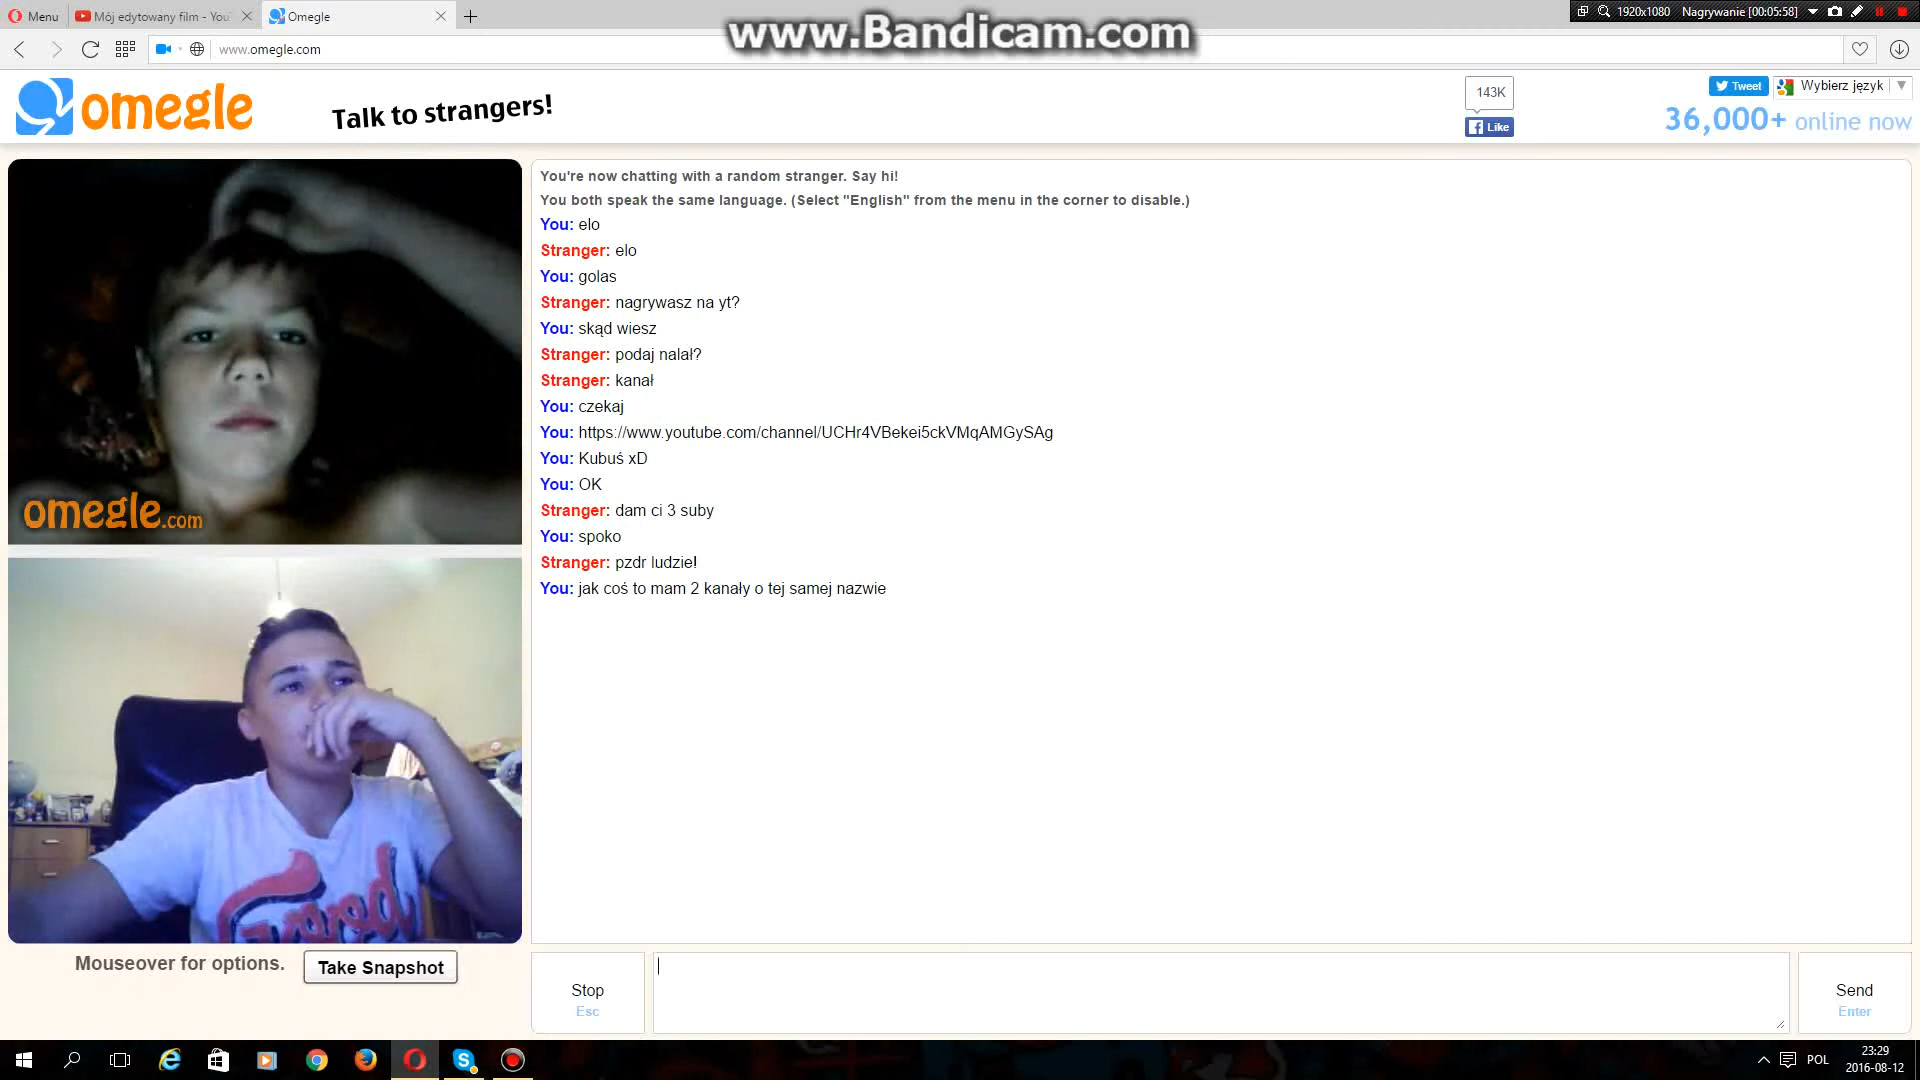 Menu
Mój edytowany film - You
Omegle
www.Bandicam.com
1920x1080
Nagrywanie [00:05:58]
www.omegle.com
omegle
Talk to strangers!
143K
Like
Tweet
Wybierz język
36,000+ online now
You're now chatting with a random stranger. Say hi!
You both speak the same language. (Select "English" from the menu in the corner to disable.)
You: elo
Stranger: elo
You: golas
Stranger: nagrywasz na yt?
You: skąd wiesz
Stranger: podaj nalał?
Stranger: kanał
You: czekaj
You: https://www.youtube.com/channel/UCHr4VBekei5ckVMqAMGySAg
You: Kubuś xD
You: OK
Stranger: dam ci 3 suby
You: spoko
Stranger: pzdr ludzie!
You: jak coś to mam 2 kanały o tej samej nazwie
omegle.com
Mouseover for options.
Take Snapshot
Stop
Esc
Send
Enter
POL
23:29
2016-08-12